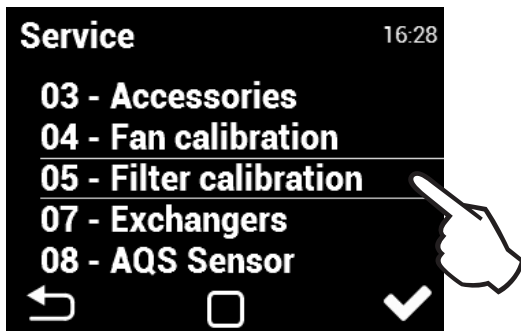 Service 16:28
03 - Accessories
04 - Fan calibration
05 - Filter calibration
07 - Exchangers
08 - AQS Sensor